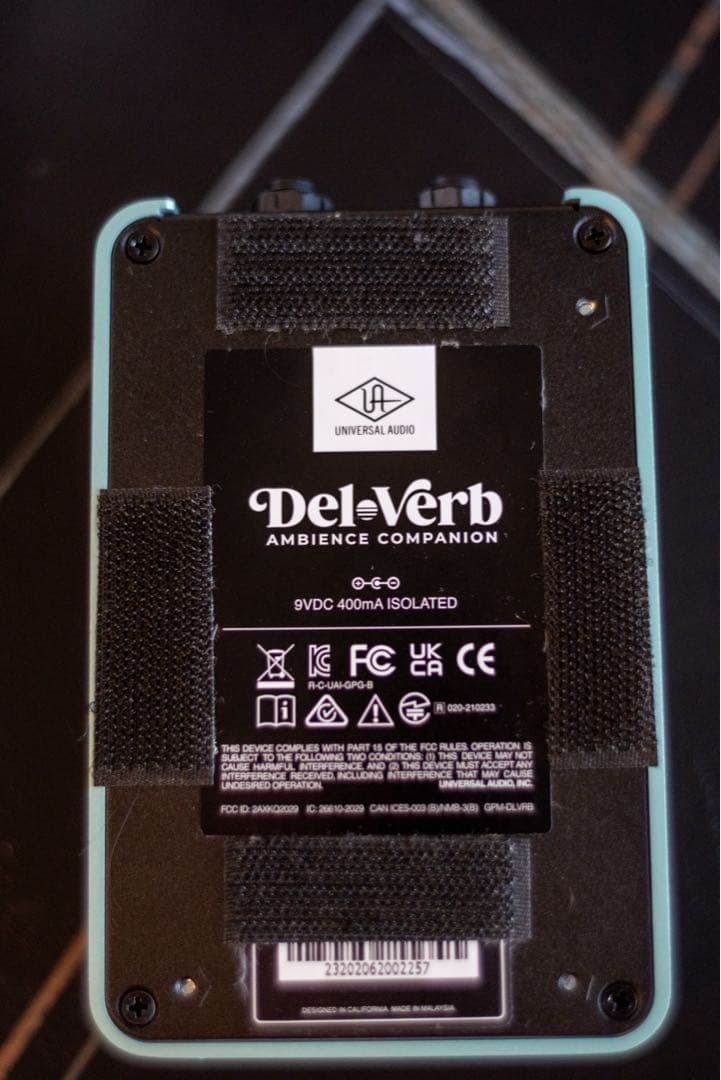 UA
UNIVERSAL AUDIO
Del-Verb
AMBIENCE COMPANION
9VDC 400mA ISOLATED
FC UKCA CE
R-C-UAI-GPG-B
R 020-210233
THIS DEVICE COMPLIES WITH PART 15 OF THE FCC RULES. OPERATION IS
SUBJECT TO THE FOLLOWING TWO CONDITIONS: (1) THIS DEVICE MAY NOT
CAUSE HARMFUL INTERFERENCE, AND (2) THIS DEVICE MUST ACCEPT ANY
INTERFERENCE RECEIVED, INCLUDING INTERFERENCE THAT MAY CAUSE
UNDESIRED OPERATION. UNIVERSAL AUDIO, INC.
FCC ID: 2AXKQ2029 IC: 26610-2029 CAN ICES-003 (B)/NMB-3(B) GPM-DLVRB
23202062002257
DESIGNED IN CALIFORNIA. MADE IN MALAYSIA.